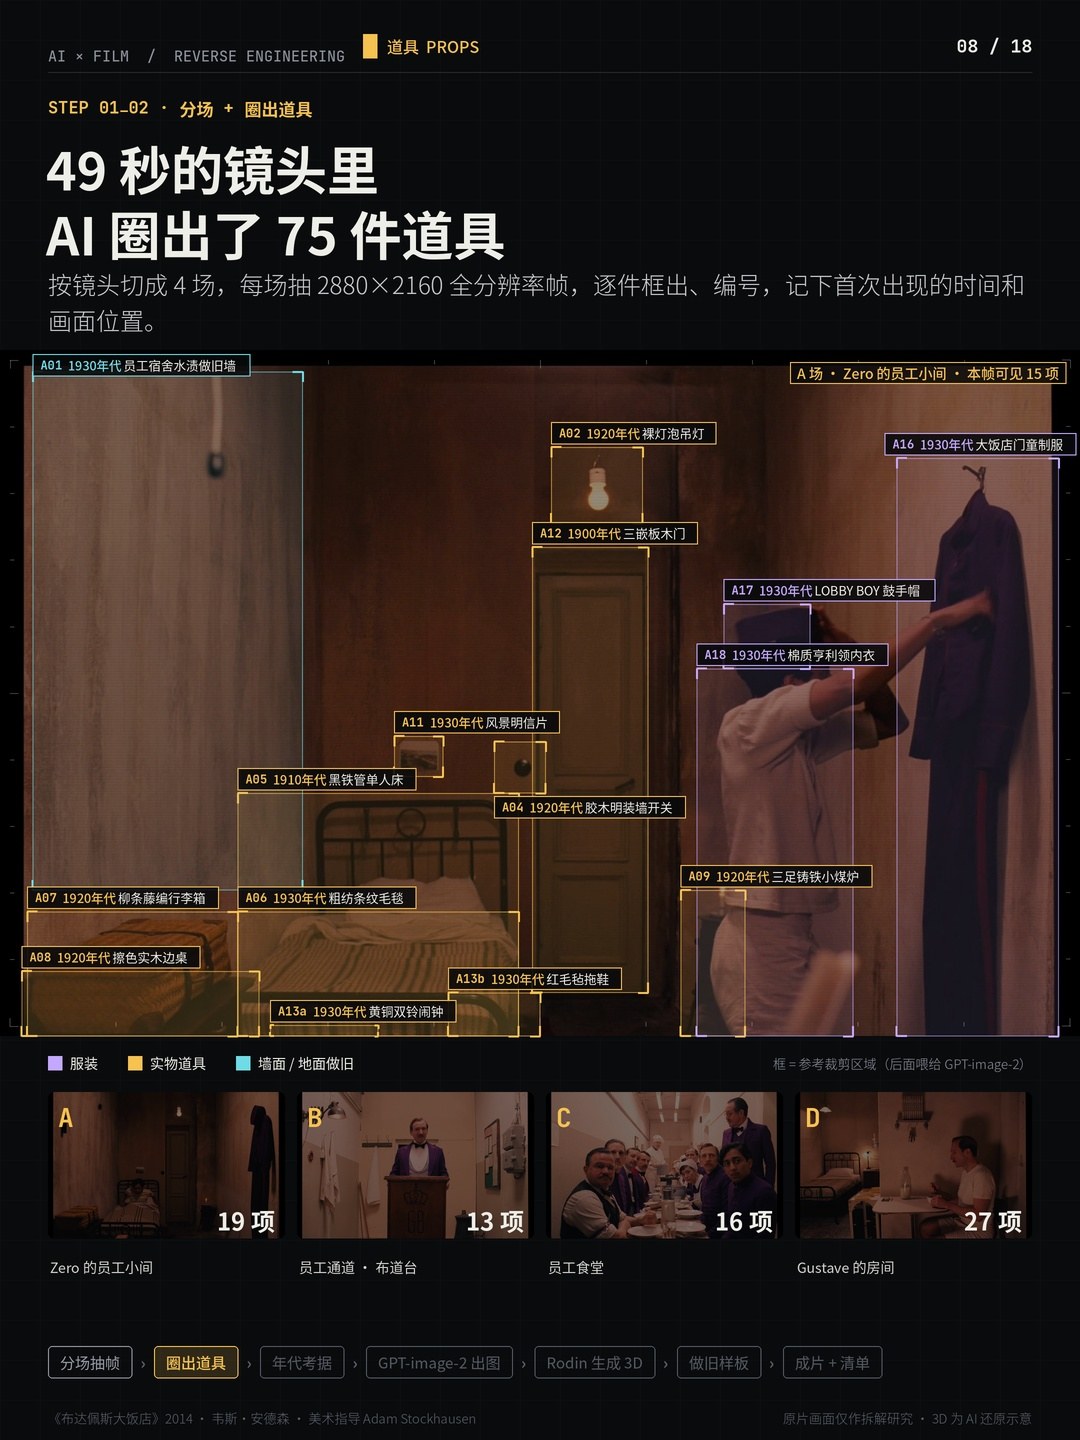 AI × FILM / REVERSE ENGINEERING 道具 PROPS 08 / 18
STEP 01–02 · 分场 + 圈出道具
49 秒的镜头里
AI 圈出了 75 件道具
按镜头切成 4 场，每场抽 2880×2160 全分辨率帧，逐件框出、编号，记下首次出现的时间和
画面位置。
A01 1930年代 员工宿舍水渍做旧墙
A 场 · Zero 的员工小间 · 本帧可见 15 项
A02 1920年代 裸灯泡吊灯
A16 1930年代 大饭店门童制服
A12 1900年代 三嵌板木门
A17 1930年代 LOBBY BOY 鼓手帽
A18 1930年代 棉质亨利领内衣
A11 1930年代 风景明信片
A05 1910年代 黑铁管单人床
A04 1920年代 胶木明装墙开关
A09 1920年代 三足铸铁小煤炉
A07 1920年代 柳条藤编行李箱
A06 1930年代 粗纺条纹毛毯
A08 1920年代 擦色实木边桌
A13b 1930年代 红毛毡拖鞋
A13a 1930年代 黄铜双铃闹钟
服装 实物道具 墙面 / 地面做旧
框 = 参考裁剪区域（后面喂给 GPT-image-2）
A
19 项
B
13 项
C
16 项
D
27 项
Zero 的员工小间
员工通道 · 布道台
员工食堂
Gustave 的房间
分场抽帧 › 圈出道具 › 年代考据 › GPT-image-2 出图 › Rodin 生成 3D › 做旧样板 › 成片 + 清单
《布达佩斯大饭店》2014 · 韦斯·安德森 · 美术指导 Adam Stockhausen
原片画面仅作拆解研究 · 3D 为 AI 还原示意